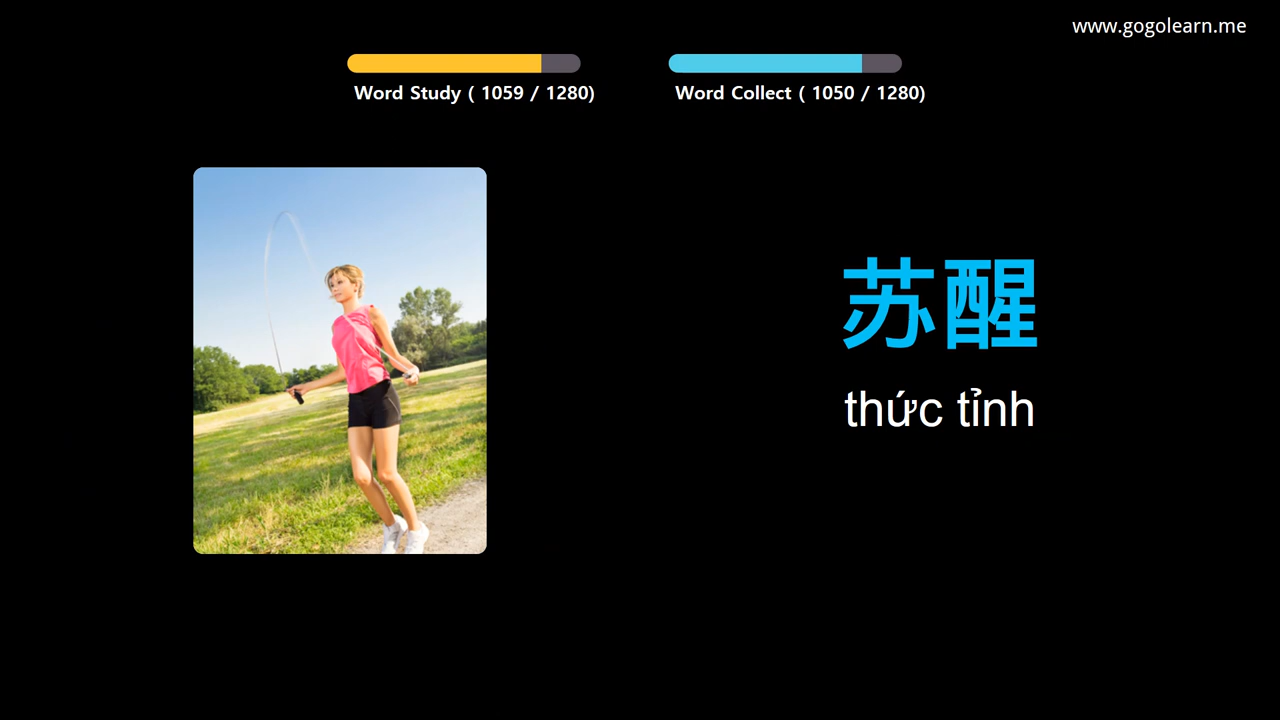 www.gogolearn.me
Word Study ( 1059 / 1280)
Word Collect ( 1050 / 1280)
苏醒
thức tỉnh